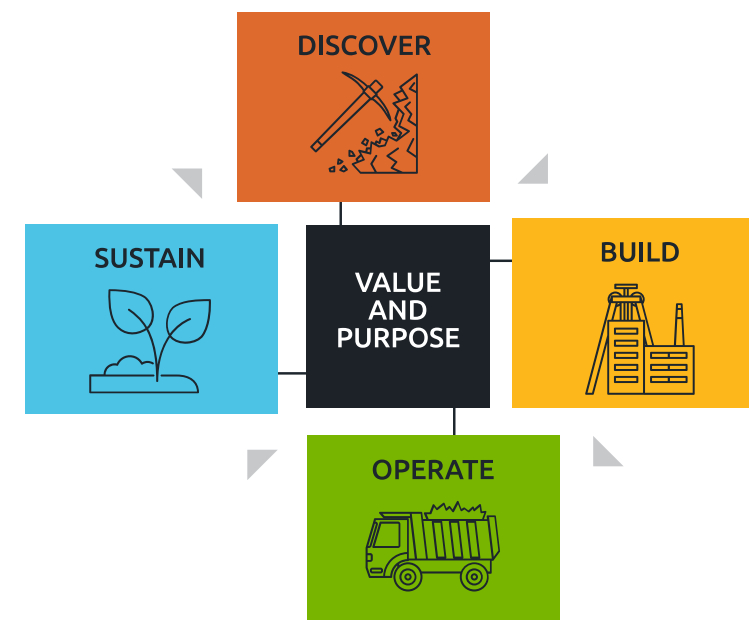 DISCOVER
SUSTAIN
VALUE
AND
PURPOSE
BUILD
OPERATE